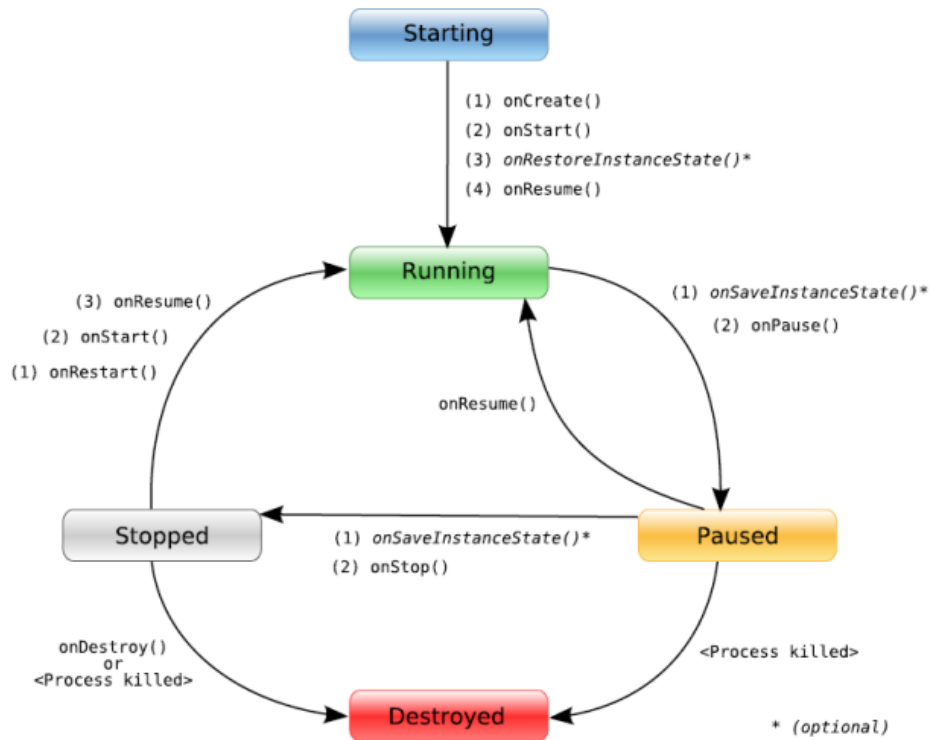 Starting
(1) onCreate()
(2) onStart()
(3) onRestoreInstanceState()*
(4) onResume()
Running
(3) onResume()
(2) onStart()
(1) onRestart()
(1) onSaveInstanceState()*
(2) onPause()
onResume()
Stopped
(1) onSaveInstanceState()*
(2) onStop()
Paused
onDestroy()
or
<Process killed>
<Process killed>
Destroyed
* (optional)